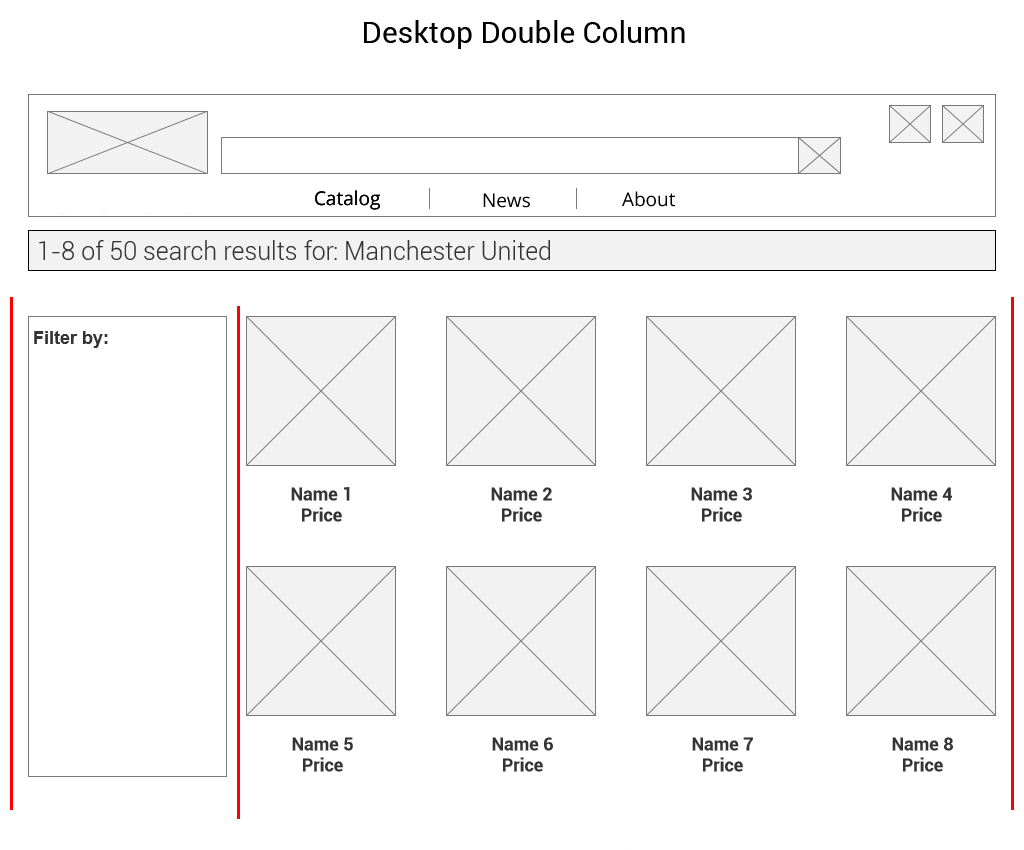 Desktop Double Column
Catalog
News
About
1-8 of 50 search results for: Manchester United
Filter by:
Name 1
Price
Name 2
Price
Name 3
Price
Name 4
Price
Name 5
Price
Name 6
Price
Name 7
Price
Name 8
Price